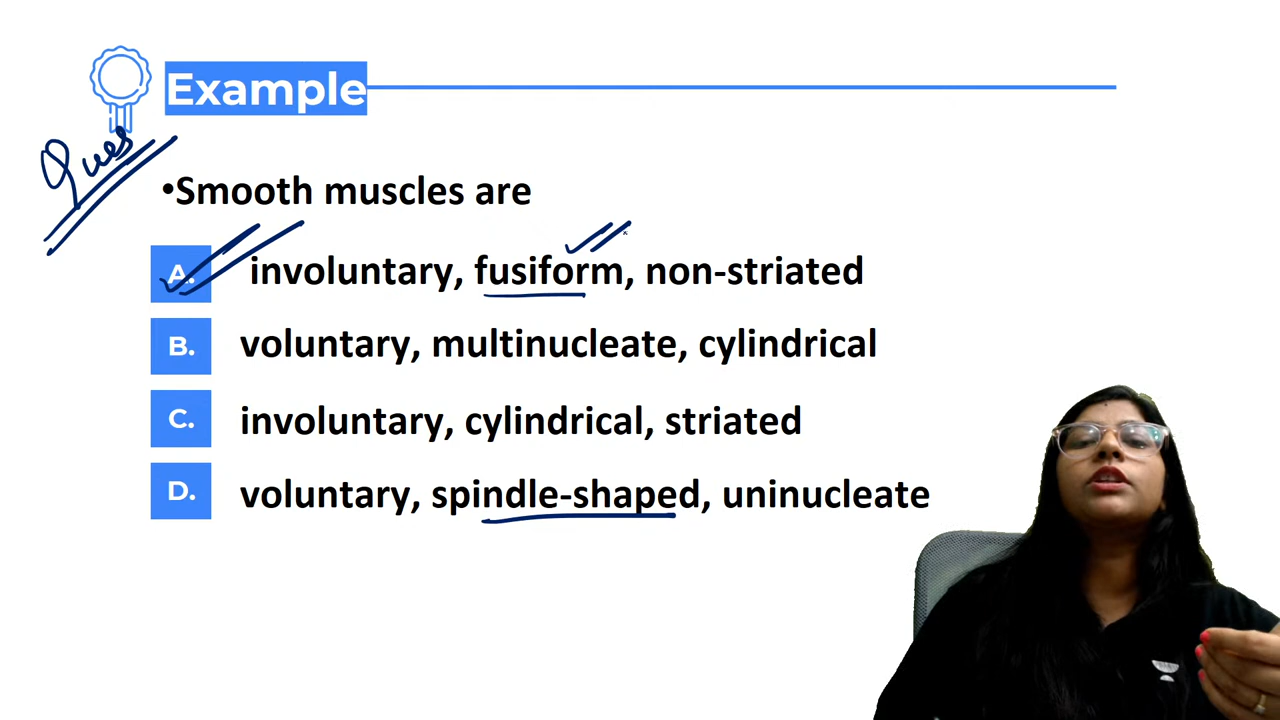 Example
Ques
•Smooth muscles are
A. involuntary, fusiform, non-striated
B. voluntary, multinucleate, cylindrical
C. involuntary, cylindrical, striated
D. voluntary, spindle-shaped, uninucleate